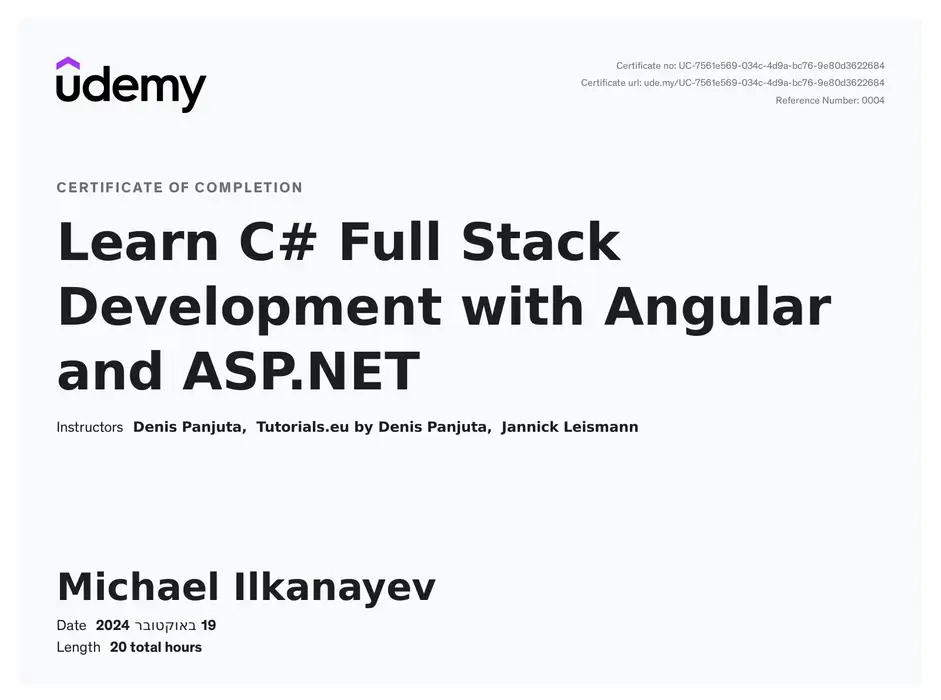 udemy
Certificate no: UC-7561e569-034c-4d9a-bc76-9e80d3622684
Certificate url: ude.my/UC-7561e569-034c-4d9a-bc76-9e80d3622684
Reference Number: 0004
CERTIFICATE OF COMPLETION
Learn C# Full Stack
Development with Angular
and ASP.NET
Instructors Denis Panjuta, Tutorials.eu by Denis Panjuta, Jannick Leismann
Michael Ilkanayev
Date 19 באוקטובר 2024
Length 20 total hours